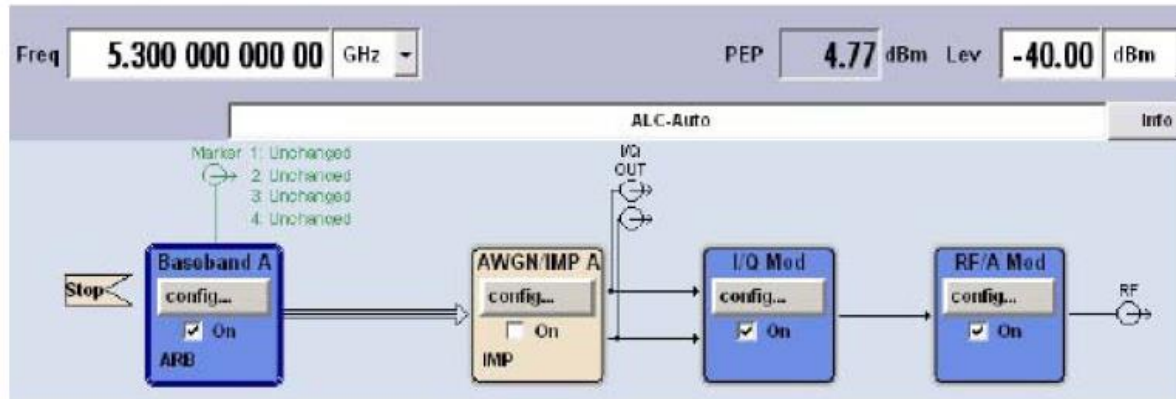 Freq 5.300 000 000 00 GHz PEP 4.77 dBm Lev -40.00 dBm
ALC-Auto Info
Marker 1: Unchanged
2: Unchanged
3: Unchanged
4: Unchanged
I/Q
OUT
Baseband A AWGN/IMP A I/Q Mod RF/A Mod
Stop config... config... config... config... RF
On On On On
ARB IMP